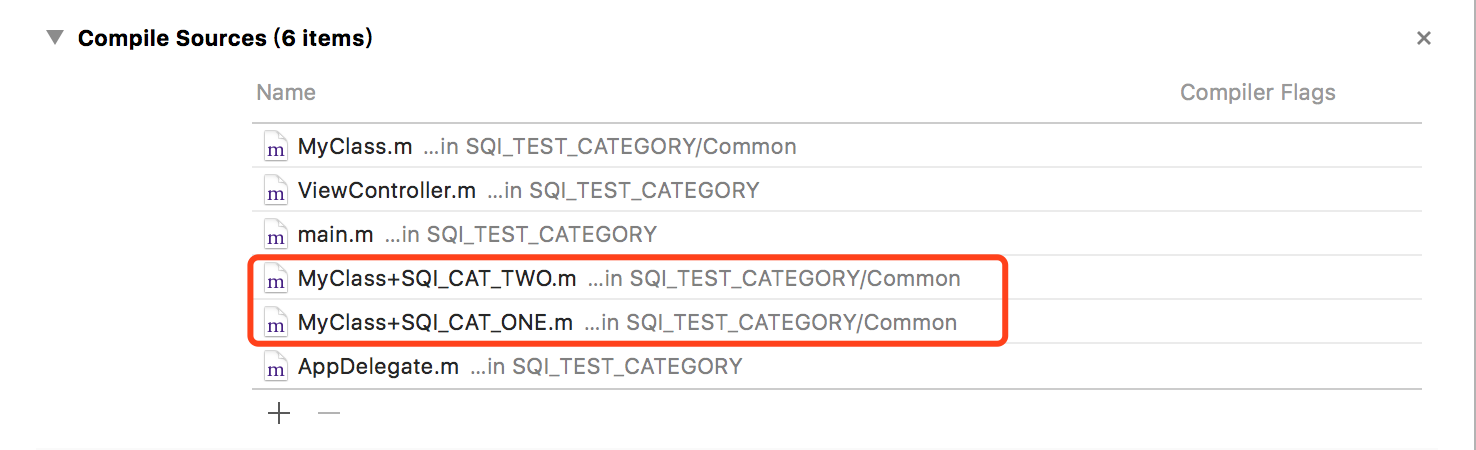 ▼ Compile Sources (6 items) ×
Name Compiler Flags
m MyClass.m ...in SQI_TEST_CATEGORY/Common
m ViewController.m ...in SQI_TEST_CATEGORY
m main.m ...in SQI_TEST_CATEGORY
m MyClass+SQI_CAT_TWO.m ...in SQI_TEST_CATEGORY/Common
m MyClass+SQI_CAT_ONE.m ...in SQI_TEST_CATEGORY/Common
m AppDelegate.m ...in SQI_TEST_CATEGORY
+ —